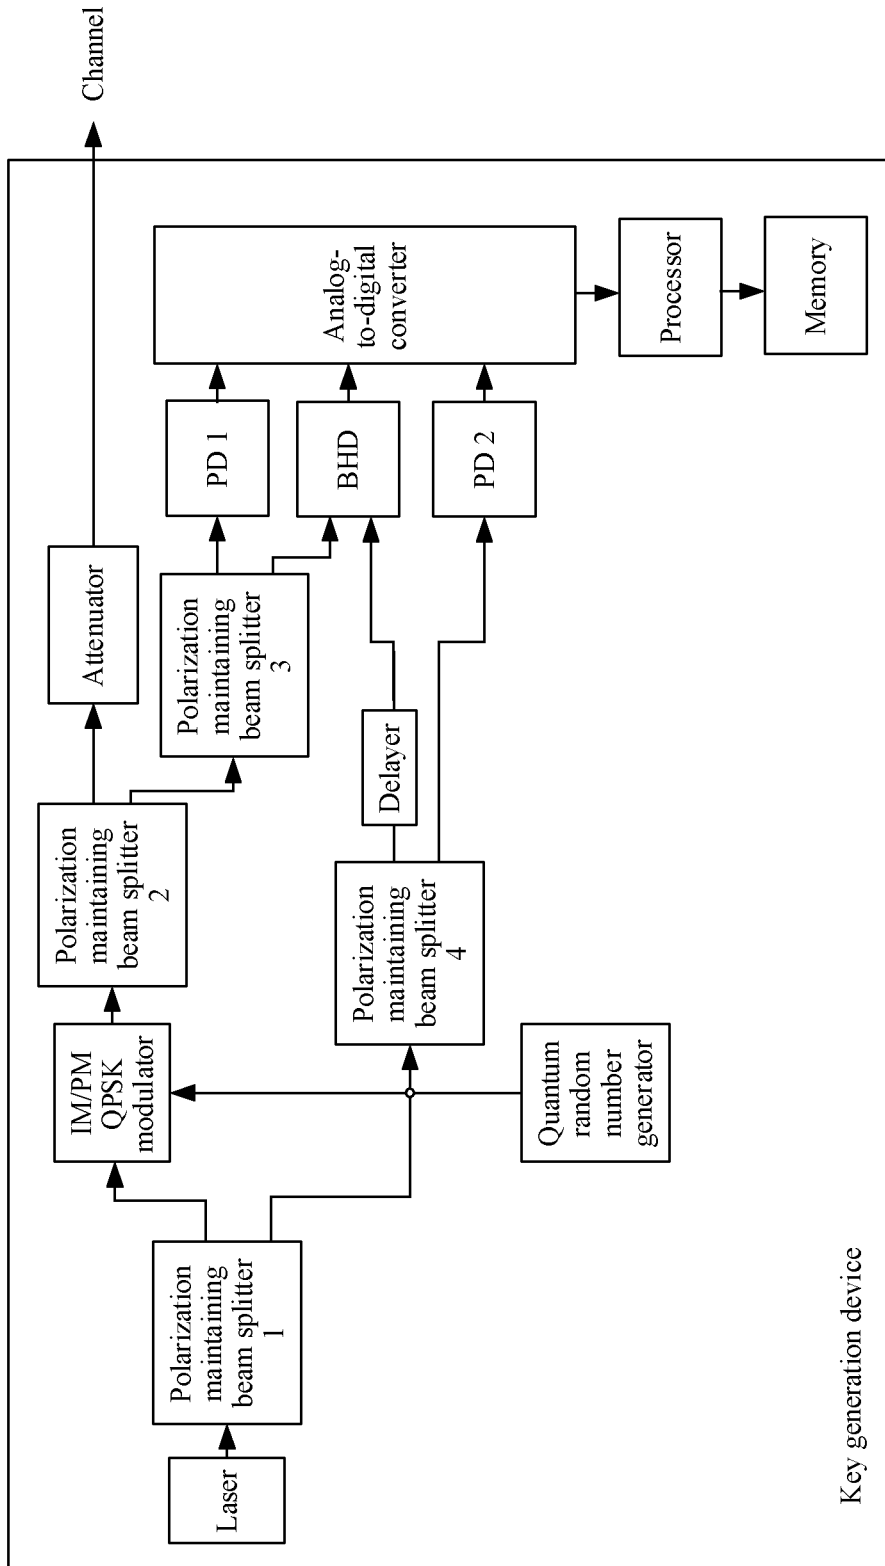 Laser
Polarization
maintaining
beam splitter
1
IM/PM
QPSK
modulator
Polarization
maintaining
beam splitter
2
Attenuator
Channel
Polarization
maintaining
beam splitter
3
PD 1
BHD
PD 2
Analog-
to-digital
converter
Processor
Memory
Polarization
maintaining
beam splitter
4
Delayer
Quantum
random
number
generator
Key generation device